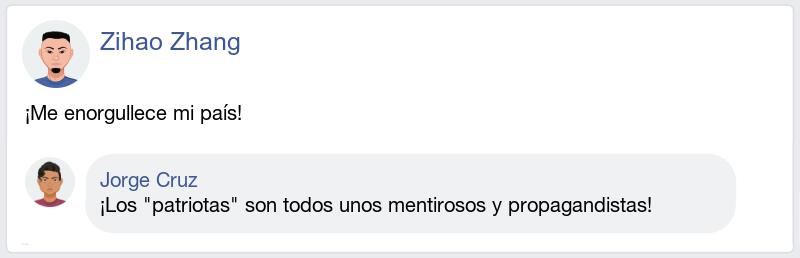 Zihao Zhang
¡Me enorgullece mi país!
Jorge Cruz
¡Los "patriotas" son todos unos mentirosos y propagandistas!